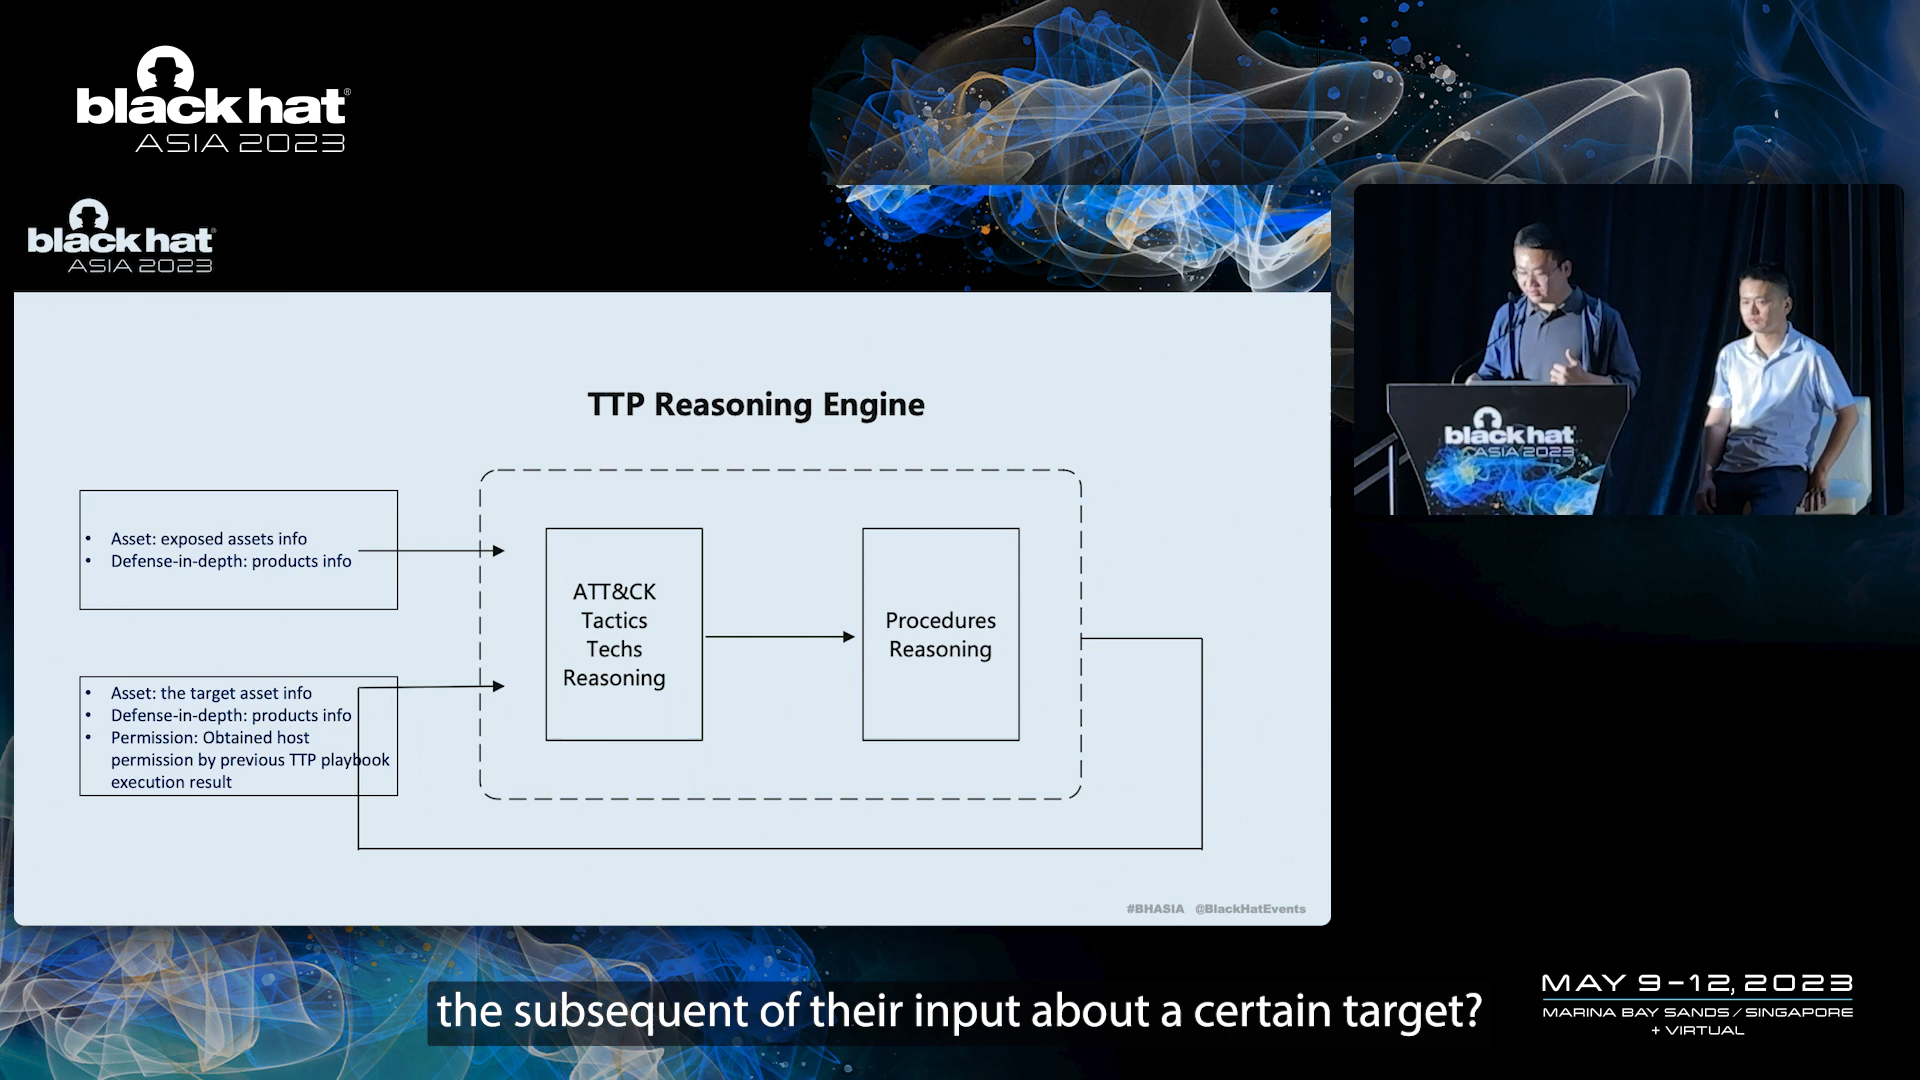 black hat®
ASIA 2023
black hat®
ASIA 2023
TTP Reasoning Engine
• Asset: exposed assets info
• Defense-in-depth: products info
ATT&CK
Tactics
Techs
Reasoning
Procedures
Reasoning
• Asset: the target asset info
• Defense-in-depth: products info
• Permission: Obtained host
permission by previous TTP playbook
execution result
#BHASIA @BlackHatEvents
black hat
ASIA 2023
the subsequent of their input about a certain target?
MAY 9-12, 2023
MARINA BAY SANDS / SINGAPORE
+ VIRTUAL